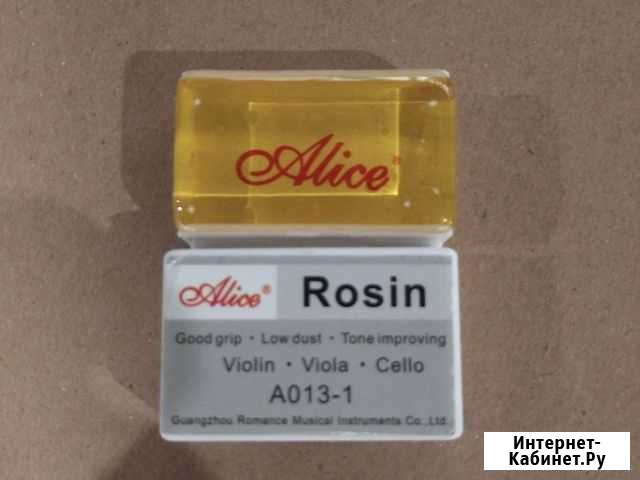 Alice®
Alice® Rosin
Good grip · Low dust · Tone improving
Violin · Viola · Cello
A013-1
Guangzhou Romance Musical Instruments Co.,Ltd.
Интернет-
Кабинет.Ру